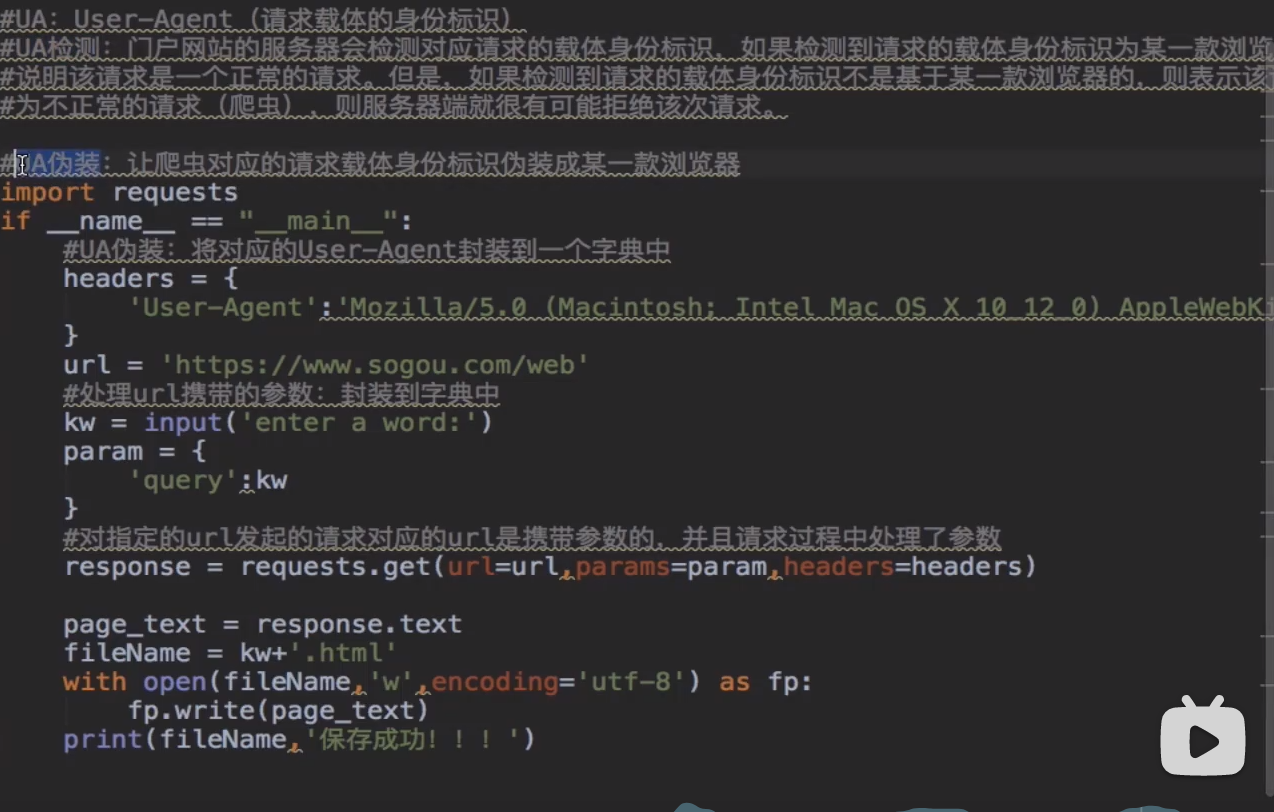 #UA：User-Agent（请求载体的身份标识）
#UA检测：门户网站的服务器会检测对应请求的载体身份标识，如果检测到请求的载体身份标识为某一款浏览
#说明该请求是一个正常的请求。但是，如果检测到请求的载体身份标识不是基于某一款浏览器的，则表示该
#为不正常的请求（爬虫），则服务器端就很有可能拒绝该次请求。
#UA伪装：让爬虫对应的请求载体身份标识伪装成某一款浏览器
import requests
if __name__ == "__main__":
    #UA伪装：将对应的User-Agent封装到一个字典中
    headers = {
        'User-Agent':'Mozilla/5.0 (Macintosh; Intel Mac OS X 10_12_0) AppleWebKi
    }
    url = 'https://www.sogou.com/web'
    #处理url携带的参数：封装到字典中
    kw = input('enter a word:')
    param = {
        'query':kw
    }
    #对指定的url发起的请求对应的url是携带参数的，并且请求过程中处理了参数
    response = requests.get(url=url,params=param,headers=headers)
    page_text = response.text
    fileName = kw+'.html'
    with open(fileName,'w',encoding='utf-8') as fp:
        fp.write(page_text)
    print(fileName,'保存成功！！！')